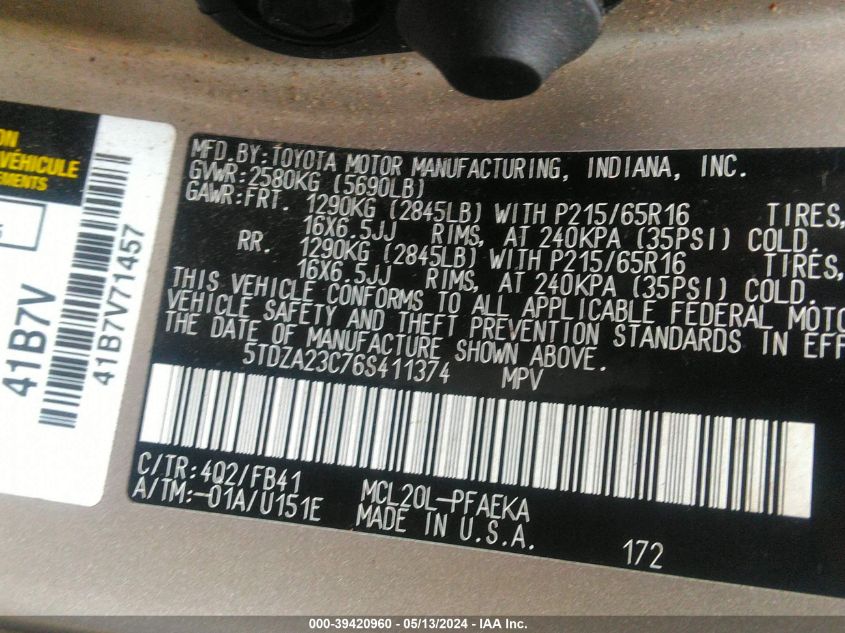 ON
VEHICULE
EMENTS
41B7V
41B7V71457
MFD. BY: TOYOTA MOTOR MANUFACTURING, INDIANA, INC.
GVWR: 2580KG (5690LB)
GAWR: FRT. 1290KG (2845LB) WITH P215/65R16 TIRES,
16X6.5JJ RIMS, AT 240KPA (35PSI) COLD.
RR. 1290KG (2845LB) WITH P215/65R16 TIRES,
16X6.5JJ RIMS, AT 240KPA (35PSI) COLD.
THIS VEHICLE CONFORMS TO ALL APPLICABLE FEDERAL MOTO
VEHICLE SAFETY AND THEFT PREVENTION STANDARDS IN EFF
THE DATE OF MANUFACTURE SHOWN ABOVE.
5TDZA23C76S411374 MPV
C/TR: 4Q2/FB41 MCL20L-PFAEKA
A/TM: -01A/U151E MADE IN U.S.A.
172
000-39420960 - 05/13/2024 - IAA Inc.